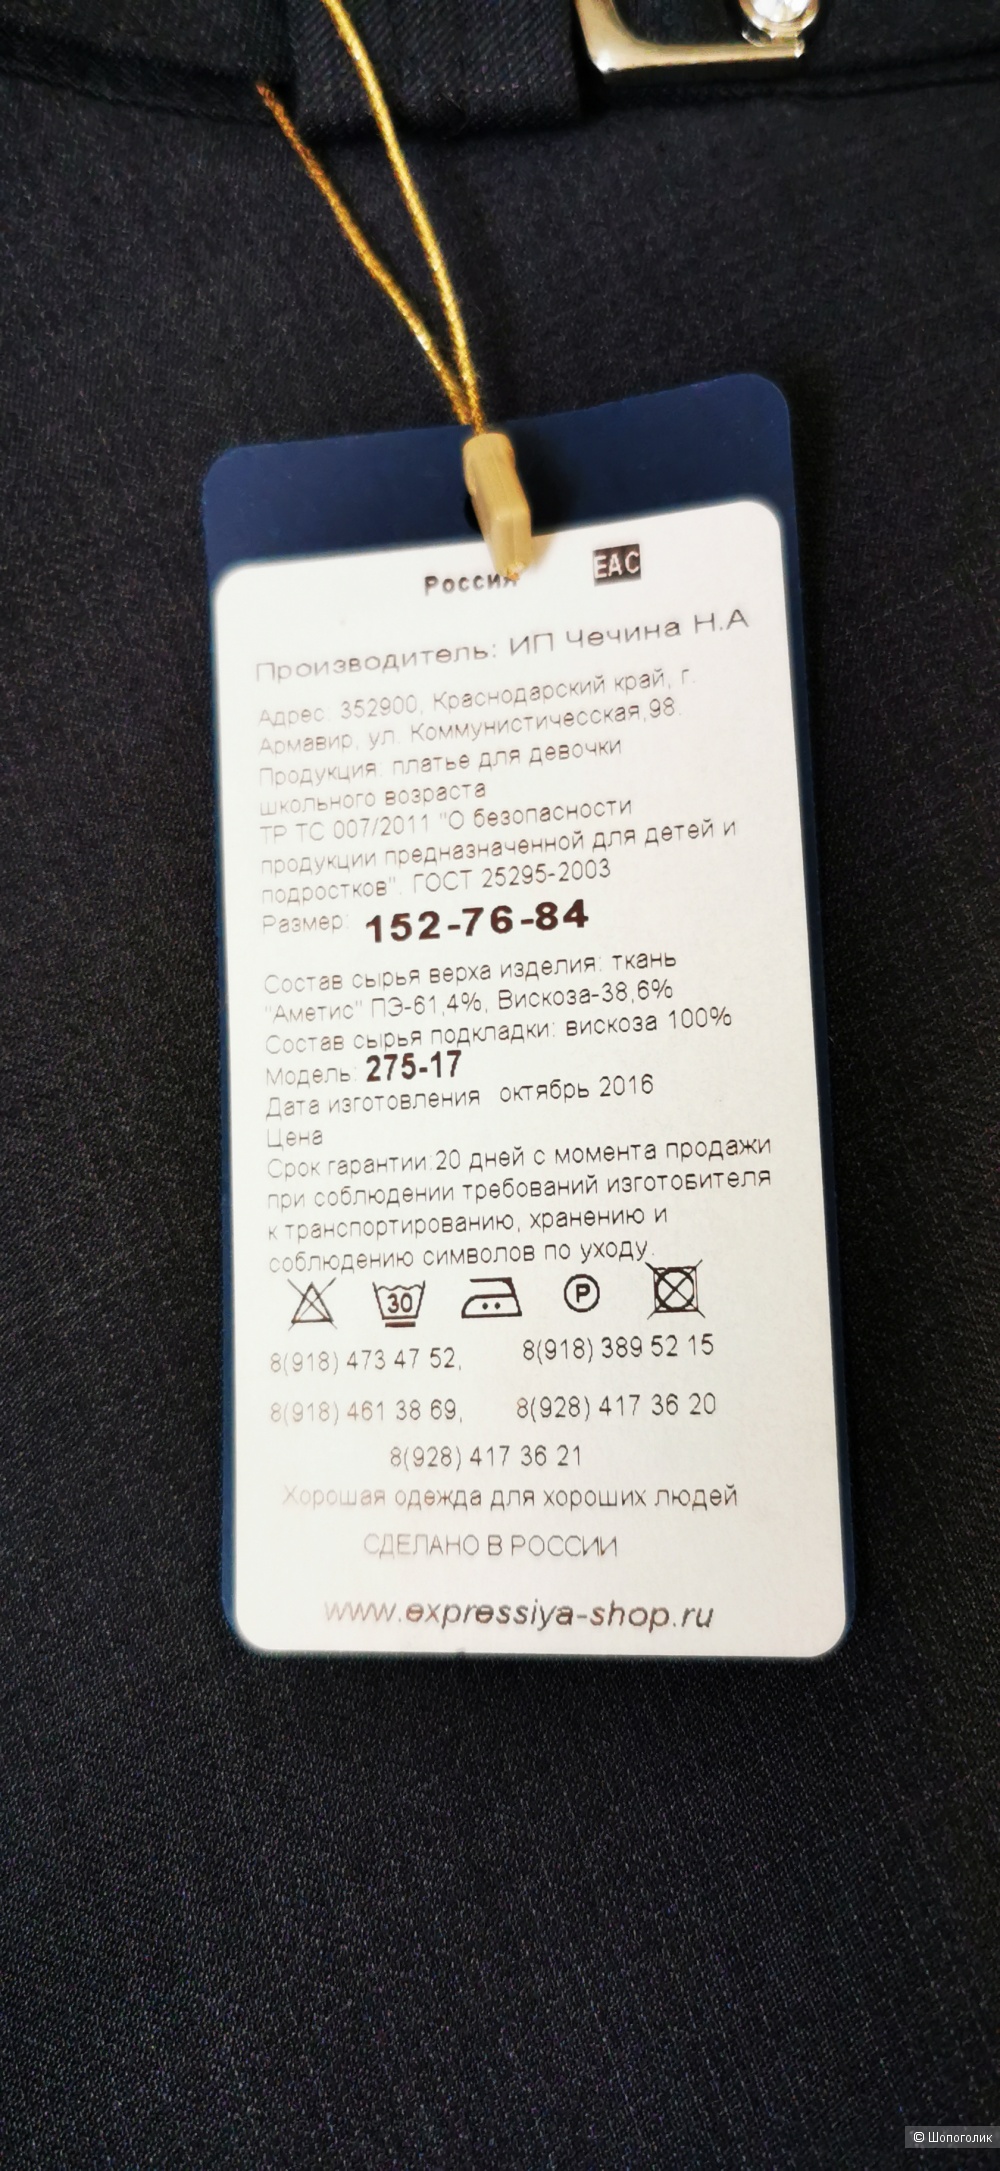 Россия
EAC
Производитель: ИП Чечина Н.А
Адрес: 352900, Краснодарский край, г.
Армавир, ул. Коммунистичесская,98.
Продукция: платье для девочки
школьного возраста
ТР ТС 007/2011 "О безопасности
продукции предназначенной для детей и
подростков". ГОСТ 25295-2003
Размер: 152-76-84
Состав сырья верха изделия: ткань
"Аметис" ПЭ-61,4%, Вискоза-38,6%
Состав сырья подкладки: вискоза 100%
Модель: 275-17
Дата изготовления октябрь 2016
Цена
Срок гарантии:20 дней с момента продажи
при соблюдении требований изготовителя
к транспортированию, хранению и
соблюдению символов по уходу.
30
P
8(918) 473 47 52, 8(918) 389 52 15
8(918) 461 38 69, 8(928) 417 36 20
8(928) 417 36 21
Хорошая одежда для хороших людей
СДЕЛАНО В РОССИИ
www.expressiya-shop.ru
© Шопоголик